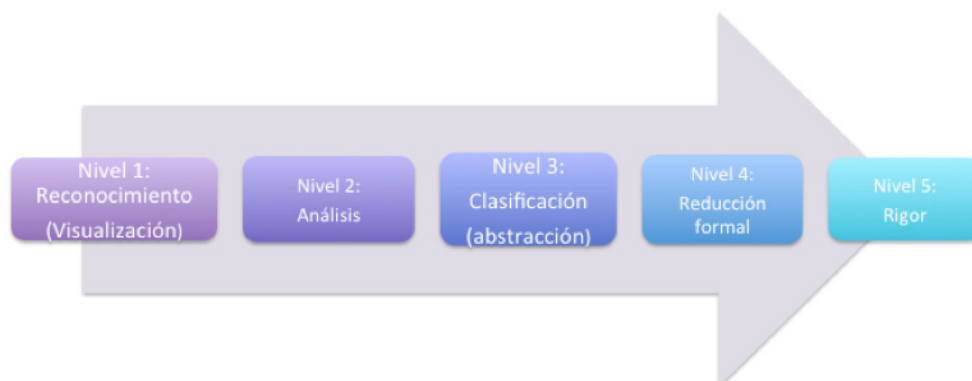 Nivel 1:
Reconocimiento
(Visualización)
Nivel 2:
Análisis
Nivel 3:
Clasificación
(abstracción)
Nivel 4:
Reducción
formal
Nivel 5:
Rigor